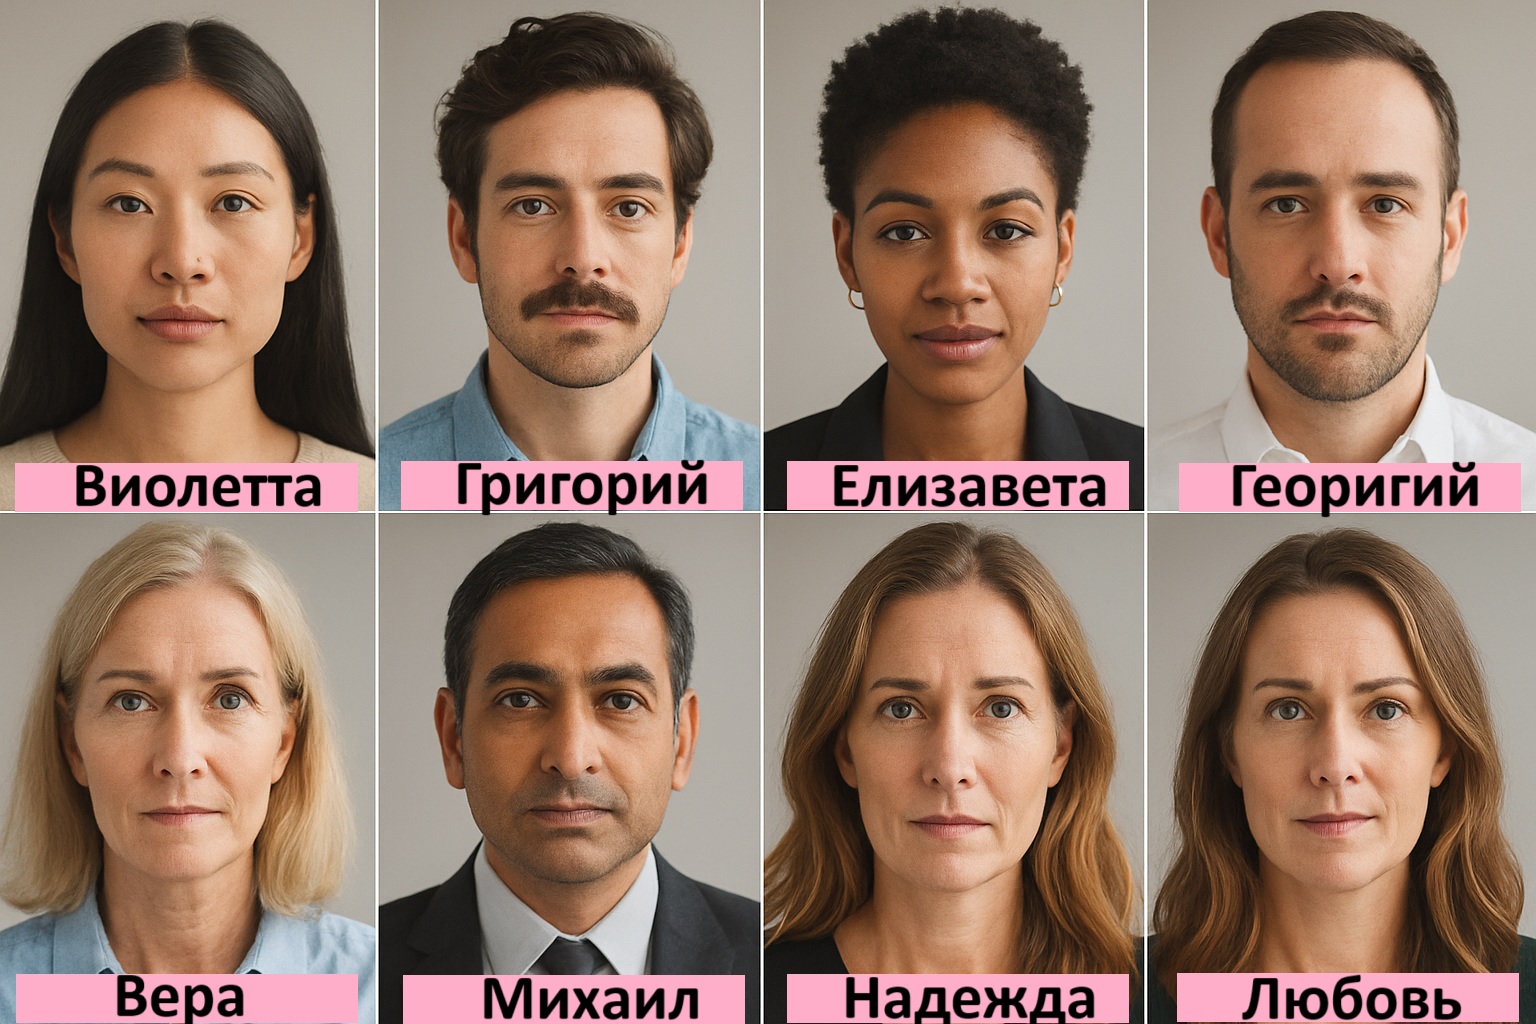 Виолетта
Григорий
Елизавета
Георигий
Вера
Михаил
Надежда
Любовь